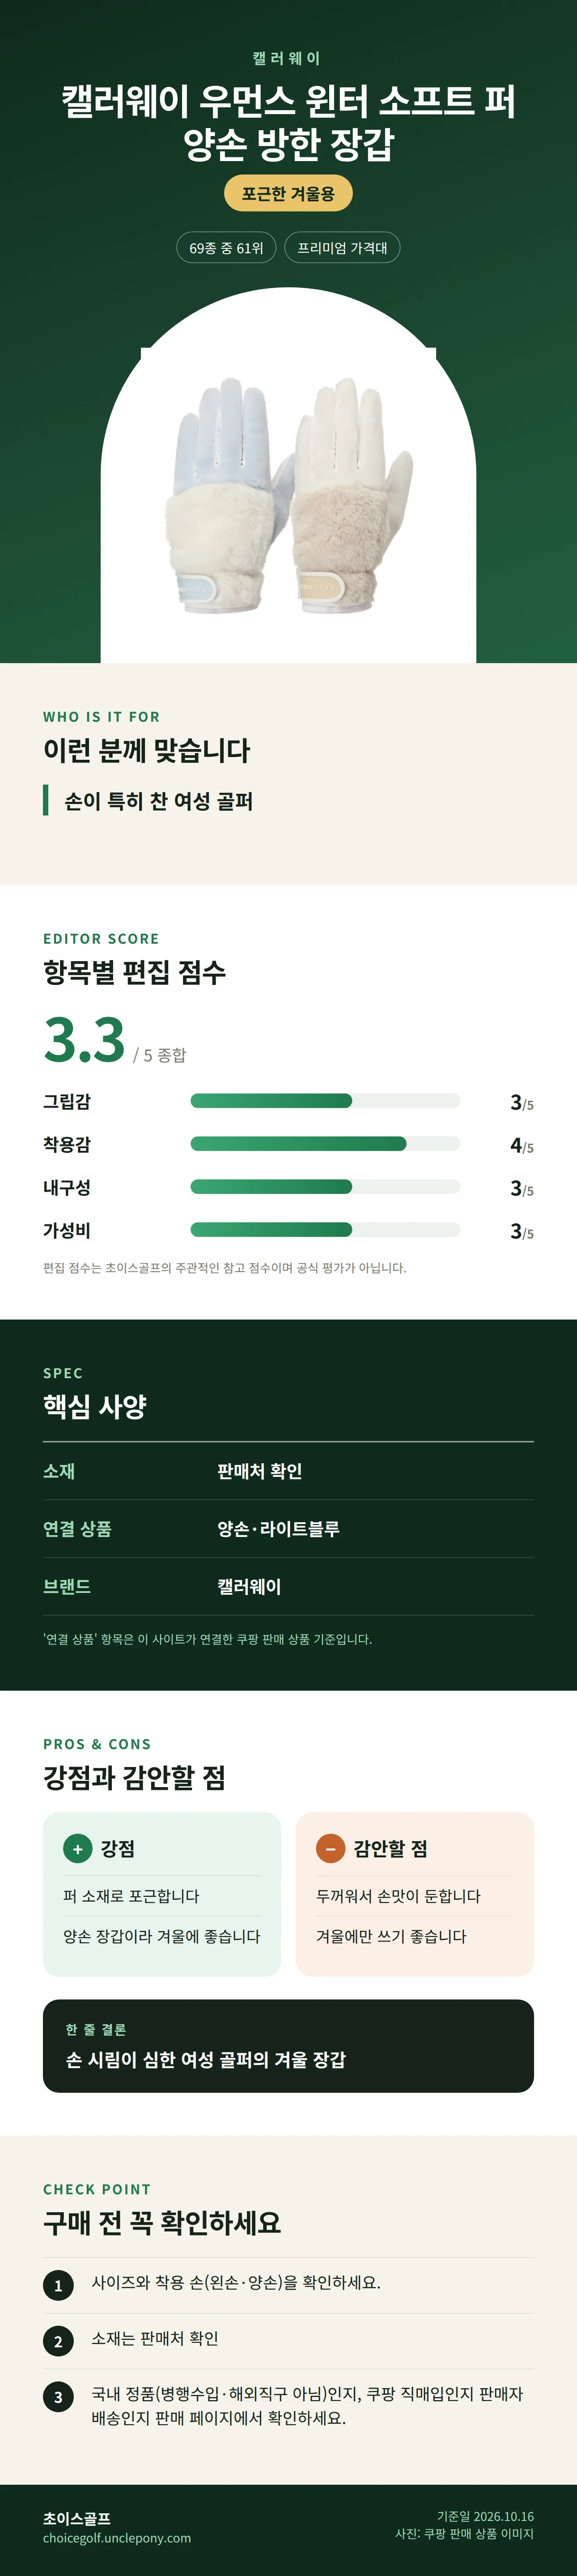 캘러웨이
캘러웨이 우먼스 윈터 소프트 퍼
양손 방한 장갑
포근한 겨울용
69종 중 61위
프리미엄 가격대
WHO IS IT FOR
이런 분께 맞습니다
손이 특히 찬 여성 골퍼
EDITOR SCORE
항목별 편집 점수
3.3 / 5 종합
그립감 3/5
착용감 4/5
내구성 3/5
가성비 3/5
편집 점수는 초이스골프의 주관적인 참고 점수이며 공식 평가가 아닙니다.
SPEC
핵심 사양
소재 판매처 확인
연결 상품 양손·라이트블루
브랜드 캘러웨이
'연결 상품' 항목은 이 사이트가 연결한 쿠팡 판매 상품 기준입니다.
PROS & CONS
강점과 감안할 점
+ 강점
퍼 소재로 포근합니다
양손 장갑이라 겨울에 좋습니다
− 감안할 점
두꺼워서 손맛이 둔합니다
겨울에만 쓰기 좋습니다
한 줄 결론
손 시림이 심한 여성 골퍼의 겨울 장갑
CHECK POINT
구매 전 꼭 확인하세요
1 사이즈와 착용 손(왼손·양손)을 확인하세요.
2 소재는 판매처 확인
3 국내 정품(병행수입·해외직구 아님)인지, 쿠팡 직매입인지 판매자
배송인지 판매 페이지에서 확인하세요.
초이스골프
choicegolf.unclepony.com
기준일 2026.10.16
사진: 쿠팡 판매 상품 이미지